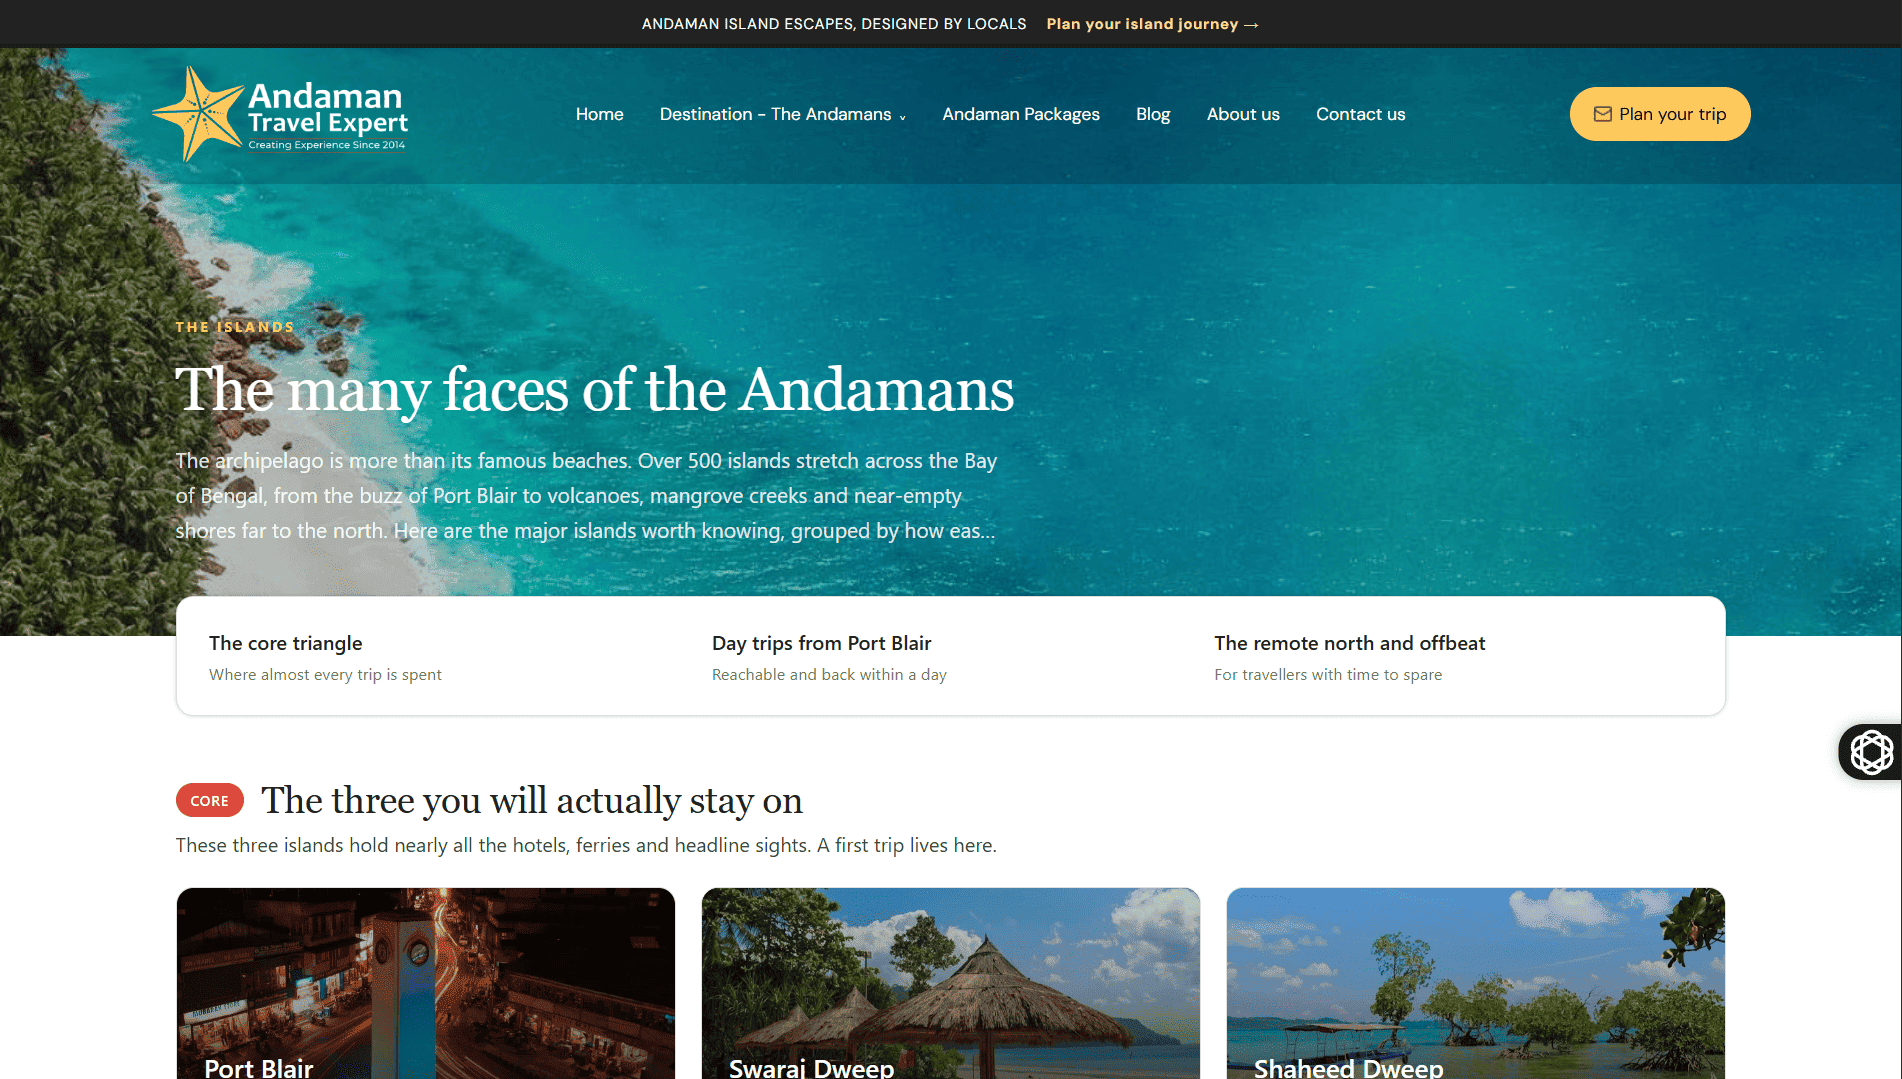 ANDAMAN ISLAND ESCAPES, DESIGNED BY LOCALS Plan your island journey →
Andaman
Travel Expert
Creating Experience Since 2014
Home Destination – The Andamans Andaman Packages Blog About us Contact us
Plan your trip
THE ISLANDS
The many faces of the Andamans
The archipelago is more than its famous beaches. Over 500 islands stretch across the Bay
of Bengal, from the buzz of Port Blair to volcanoes, mangrove creeks and near-empty
shores far to the north. Here are the major islands worth knowing, grouped by how eas...
The core triangle
Where almost every trip is spent
Day trips from Port Blair
Reachable and back within a day
The remote north and offbeat
For travellers with time to spare
CORE
The three you will actually stay on
These three islands hold nearly all the hotels, ferries and headline sights. A first trip lives here.
Port Blair
Swaraj Dweep
Shaheed Dweep